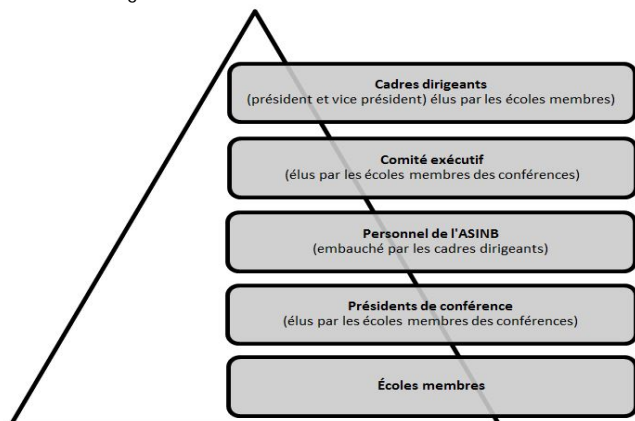 Cadres dirigeants
(président et vice président) élus par les écoles membres)
Comité exécutif
(élus par les écoles membres des conférences)
Personnel de l'ASINB
(embauché par les cadres dirigeants)
Présidents de conférence
(élus par les écoles membres des conférences)
Écoles membres